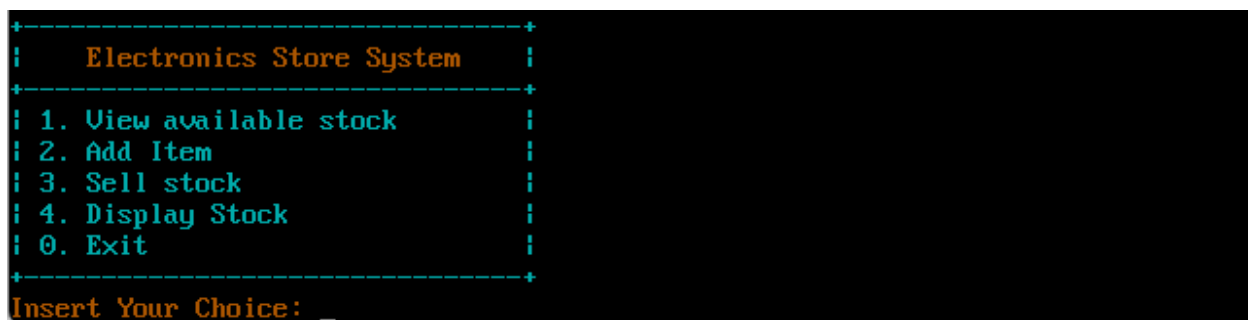 +--------------------------------+
| Electronics Store System |
+--------------------------------+
| 1. View available stock |
| 2. Add Item |
| 3. Sell stock |
| 4. Display Stock |
| 0. Exit |
+--------------------------------+
Insert Your Choice: _